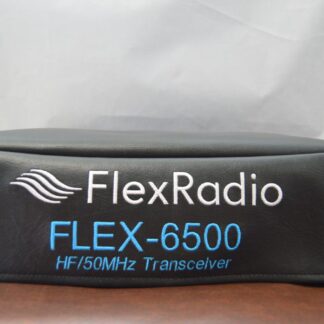 FlexRadio
FLEX-6500
HF/50MHz Transceiver